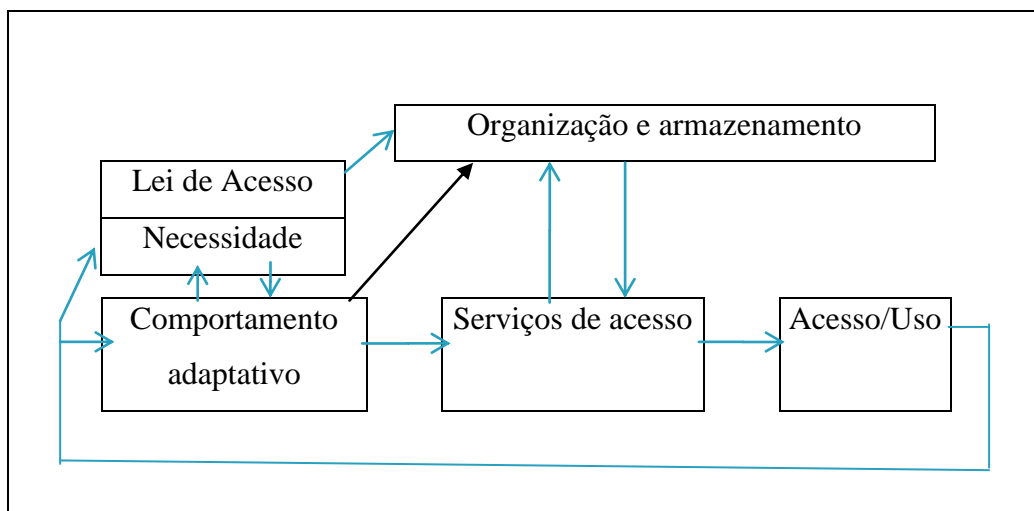 Organização e armazenamento
Lei de Acesso
Necessidade
Comportamento
adaptativo
Serviços de acesso
Acesso/Uso